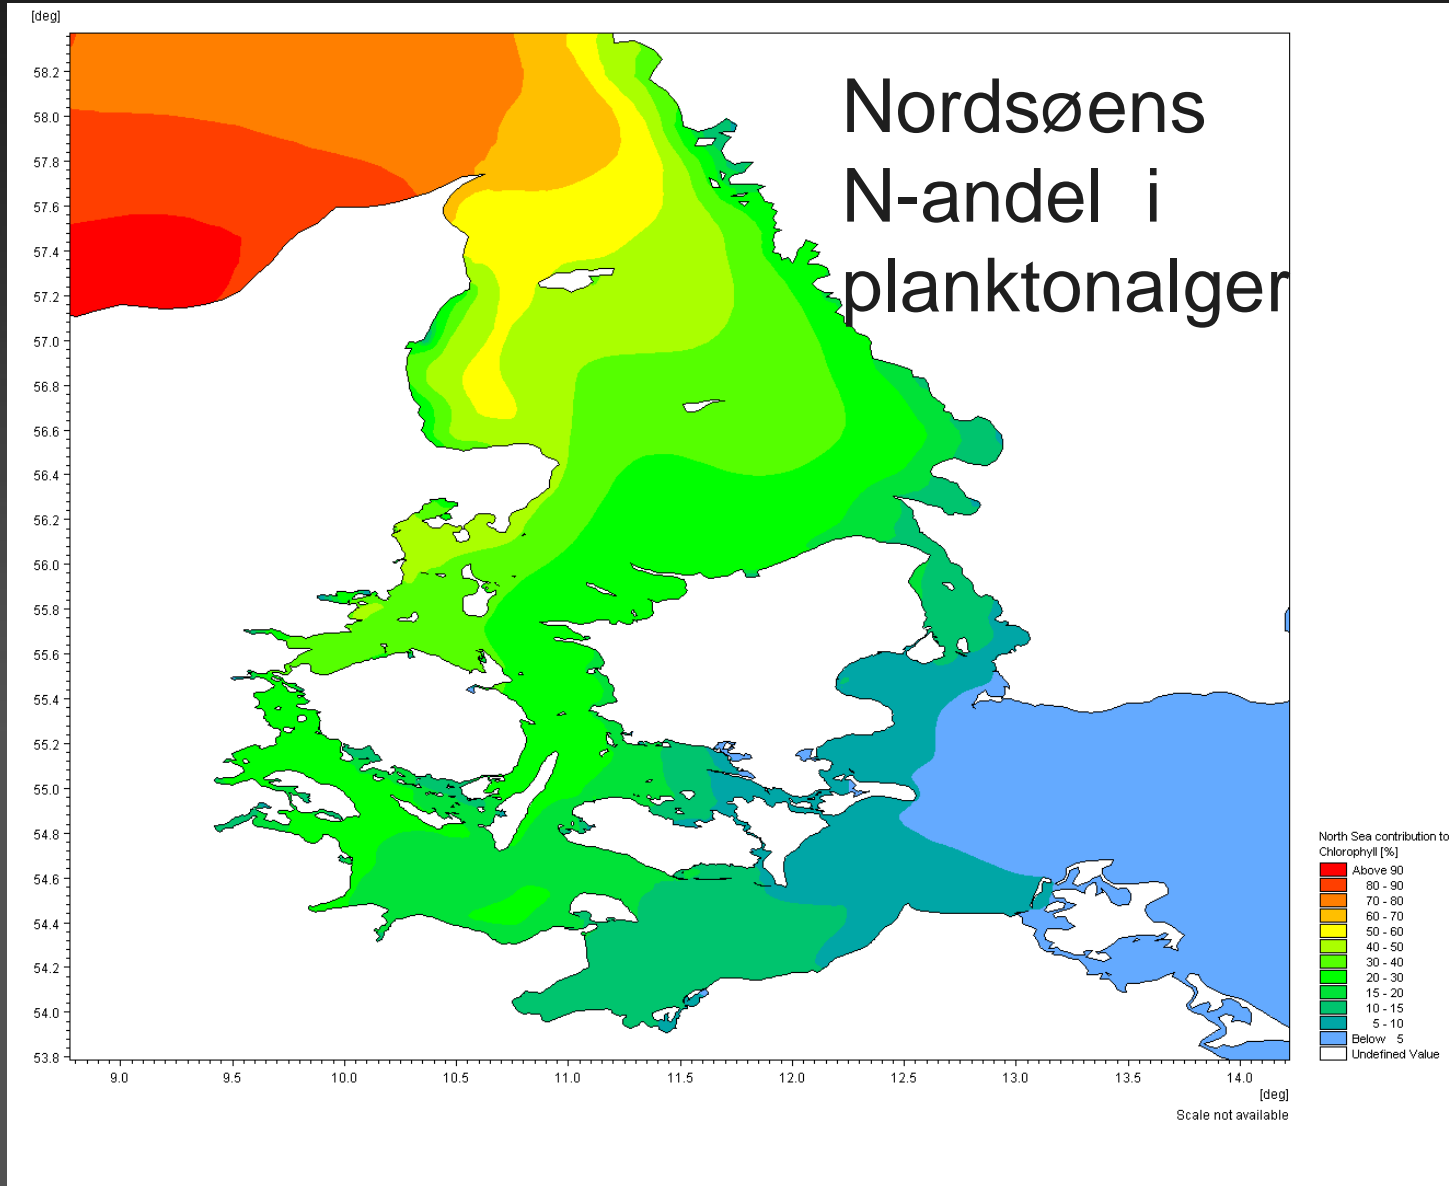 [deg]
Nordsøens
N-andel i
planktonalger
58.2
58.0
57.8
57.6
57.4
57.2
57.0
56.8
56.6
56.4
56.2
56.0
55.8
55.6
55.4
55.2
55.0
54.8
54.6
54.4
54.2
54.0
53.8
9.0 9.5 10.0 10.5 11.0 11.5 12.0 12.5 13.0 13.5 14.0
[deg]
Scale not available
North Sea contribution to
Chlorophyll [%]
Above 90
80 - 90
70 - 80
60 - 70
50 - 60
40 - 50
30 - 40
20 - 30
15 - 20
10 - 15
5 - 10
Below 5
Undefined Value